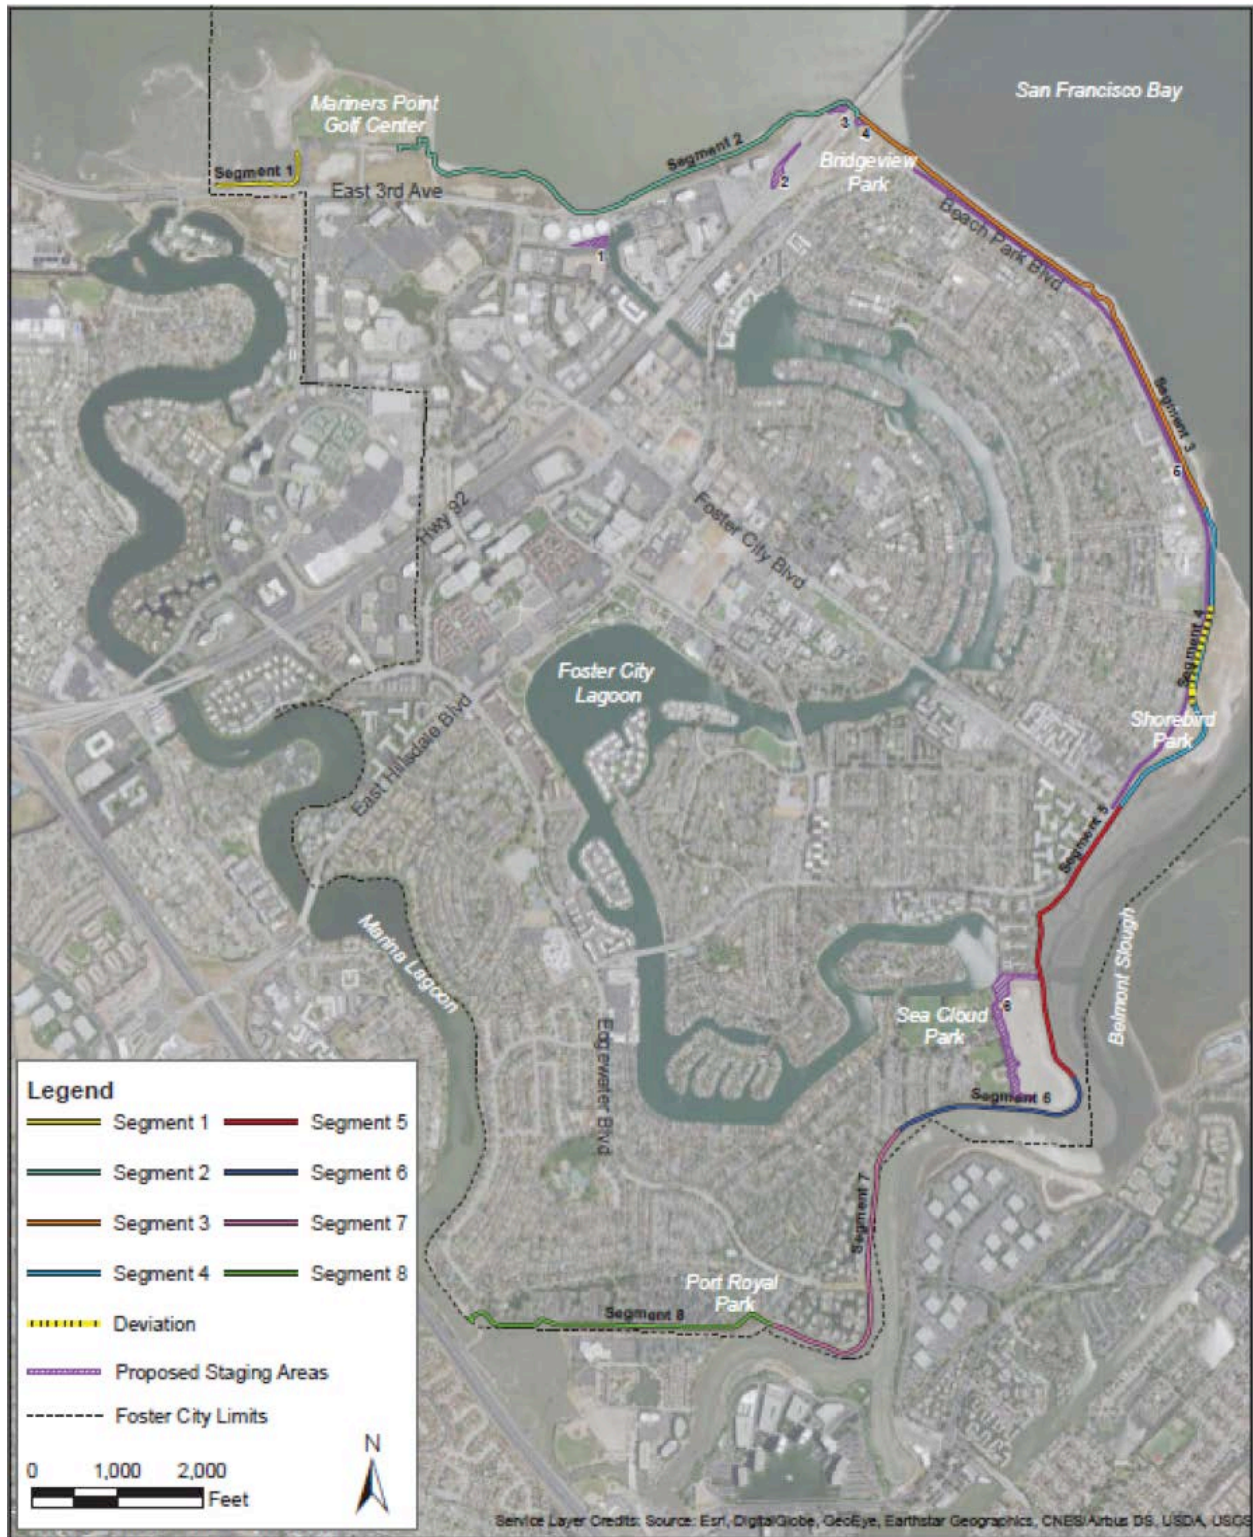 San Francisco Bay
Mariners Point
Golf Center
Segment 1
East 3rd Ave
Segment 2
3
4
2
1
Bridgeview
Park
Beach Park Blvd
Segment 3
5
Hwy 92
Foster City Blvd
Segment 4
Foster City
Lagoon
Shorebird
Park
East Hillsdale Blvd
Segment 5
Marina Lagoon
Belmont Slough
Sea Cloud
Park
6
Edgewater Blvd
Segment 6
Segment 7
Port Royal
Park
Segment 8
Legend
Segment 1 Segment 5
Segment 2 Segment 6
Segment 3 Segment 7
Segment 4 Segment 8
Deviation
Proposed Staging Areas
Foster City Limits
N
0 1,000 2,000
Feet
Service Layer Credits: Source: Esri, DigitalGlobe, GeoEye, Earthstar Geographics, CNES/Airbus DS, USDA, USGS